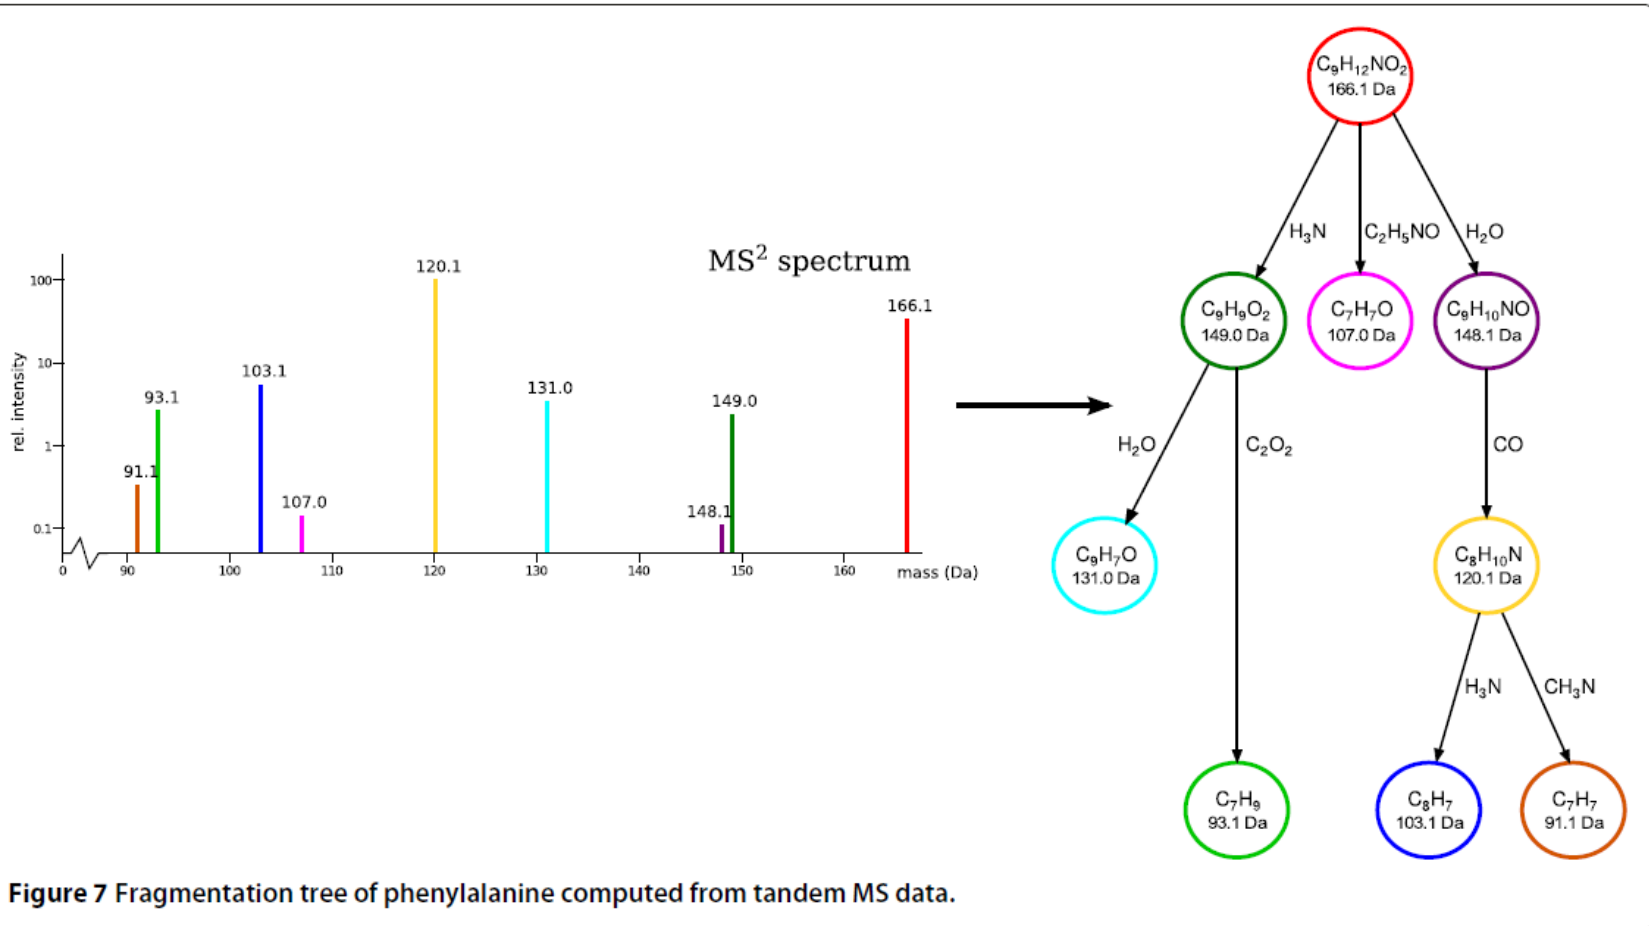 MS² spectrum
rel. intensity
100
10
1
0.1
91.1
93.1
103.1
107.0
120.1
131.0
148.1
149.0
166.1
0 90 100 110 120 130 140 150 160 mass (Da)
C₉H₁₂NO₂
166.1 Da
H₃N
C₂H₅NO
H₂O
C₉H₉O₂
149.0 Da
C₇H₇O
107.0 Da
C₉H₁₀NO
148.1 Da
H₂O
C₂O₂
CO
C₉H₇O
131.0 Da
C₈H₁₀N
120.1 Da
H₃N
CH₃N
C₇H₉
93.1 Da
C₈H₇
103.1 Da
C₇H₇
91.1 Da
Figure 7 Fragmentation tree of phenylalanine computed from tandem MS data.